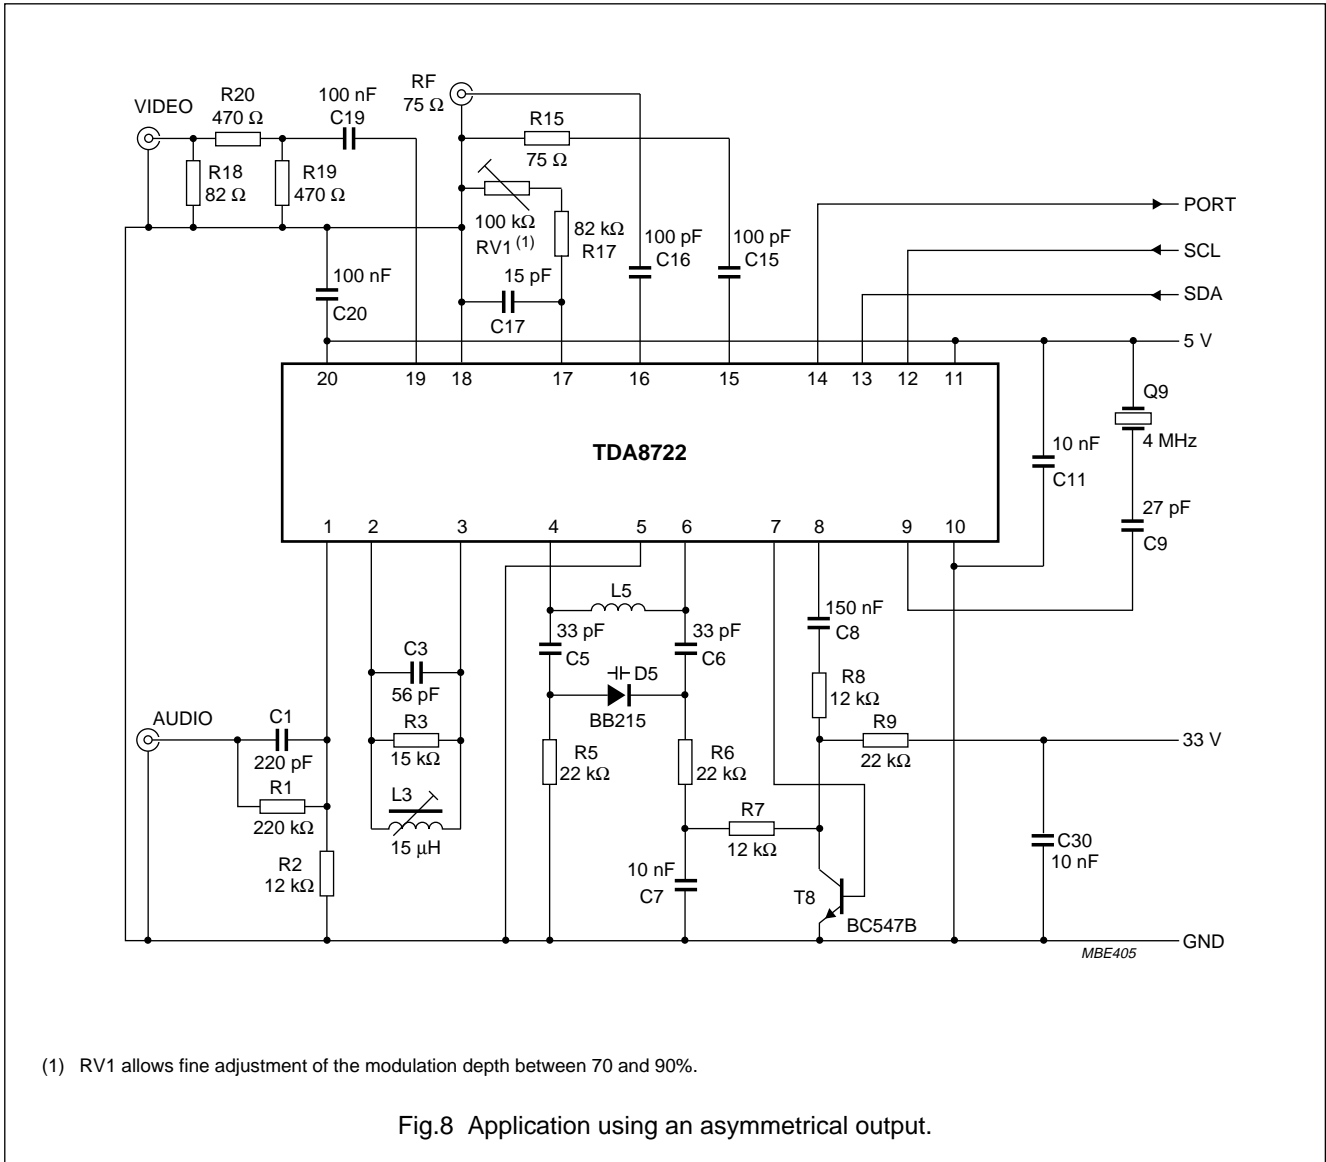 RF
75 Ω
VIDEO
R20
470 Ω
100 nF
C19
R15
75 Ω
R18
82 Ω
R19
470 Ω
100 kΩ
RV1 (1)
82 kΩ
R17
100 pF
C16
100 pF
C15
PORT
SCL
SDA
5 V
100 nF
C20
15 pF
C17
20 19 18 17 16 15 14 13 12 11
TDA8722
1 2 3 4 5 6 7 8 9 10
10 nF
C11
Q9
4 MHz
27 pF
C9
L5
33 pF
C5
33 pF
C6
D5
BB215
150 nF
C8
R8
12 kΩ
C3
56 pF
R3
15 kΩ
L3
15 μH
AUDIO
C1
220 pF
R1
220 kΩ
R2
12 kΩ
R5
22 kΩ
R6
22 kΩ
R9
22 kΩ
33 V
R7
12 kΩ
10 nF
C7
T8
BC547B
C30
10 nF
GND
MBE405
(1) RV1 allows fine adjustment of the modulation depth between 70 and 90%.
Fig.8 Application using an asymmetrical output.